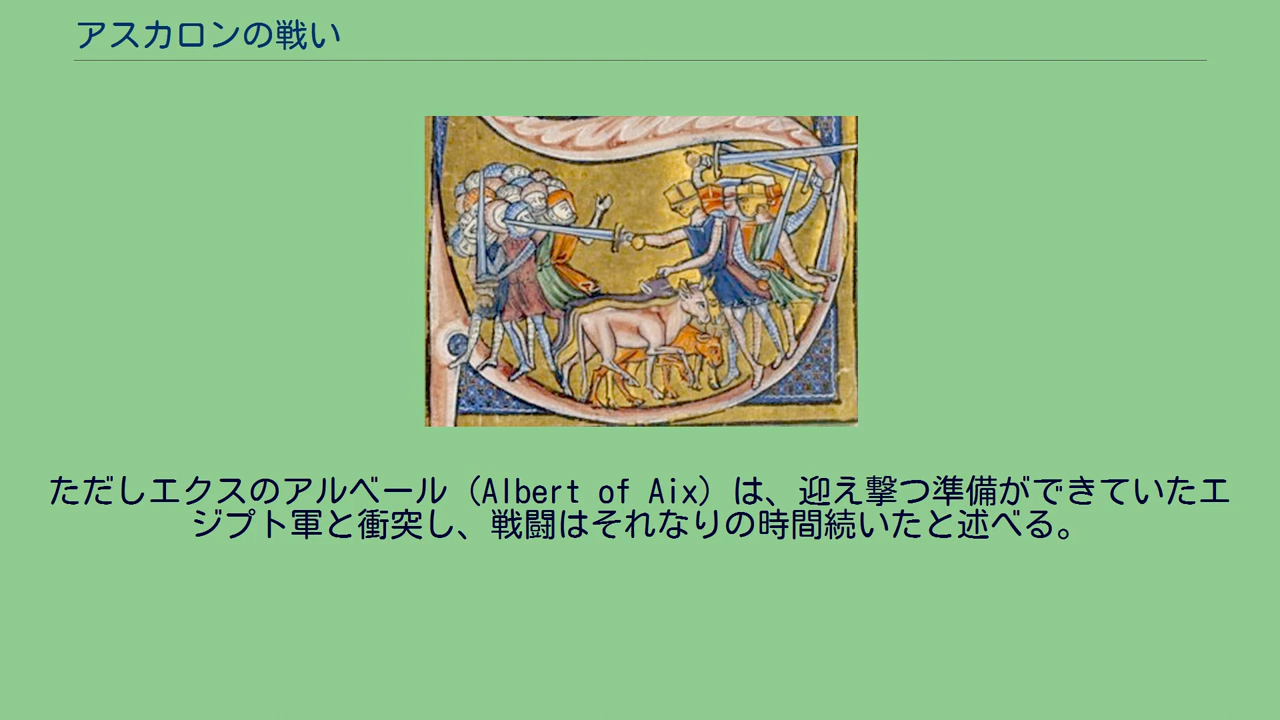 アスカロンの戦い
ただしエクスのアルベール（Albert of Aix）は、迎え撃つ準備ができていたエ
ジプト軍と衝突し、戦闘はそれなりの時間続いたと述べる。